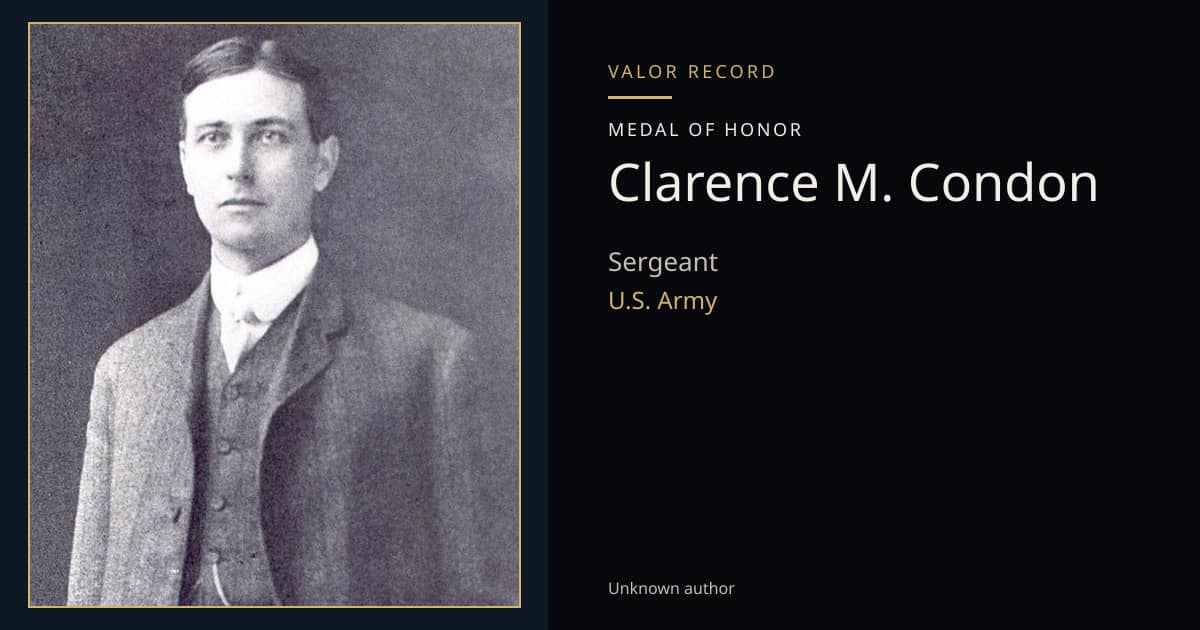 VALOR RECORD
MEDAL OF HONOR
Clarence M. Condon
Sergeant
U.S. Army
Unknown author